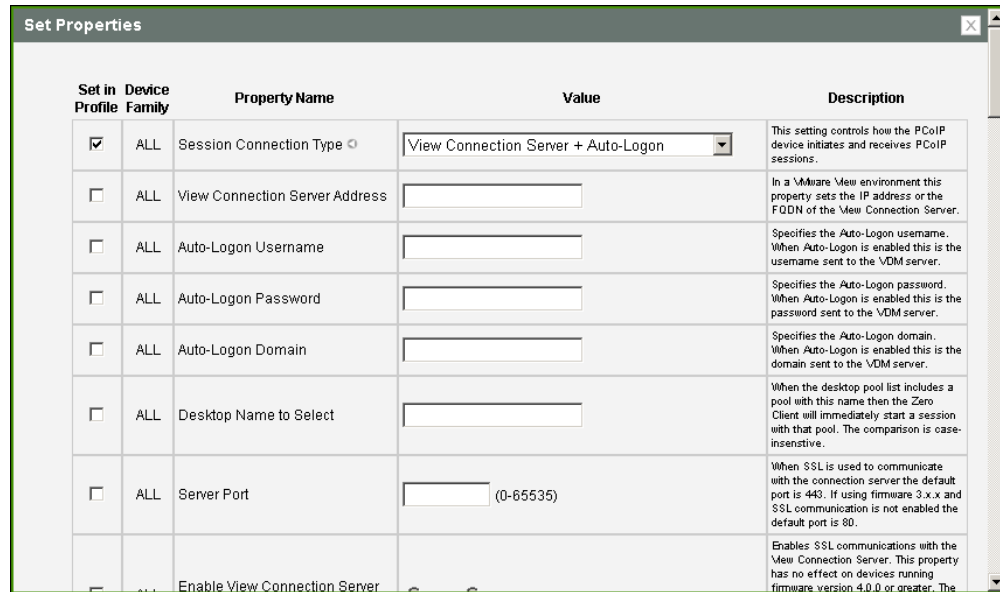 Set Properties
X
Set in Profile
Device Family
Property Name
Value
Description
ALL
Session Connection Type
View Connection Server + Auto-Logon
This setting controls how the PCoIP
device initiates and receives PCoIP
sessions.
ALL
View Connection Server Address
In a VMware View environment this
property sets the IP address or the
FQDN of the View Connection Server.
ALL
Auto-Logon Username
Specifies the Auto-Logon username.
When Auto-Logon is enabled this is the
username sent to the VDM server.
ALL
Auto-Logon Password
Specifies the Auto-Logon password.
When Auto-Logon is enabled this is the
password sent to the VDM server.
ALL
Auto-Logon Domain
Specifies the Auto-Logon domain.
When Auto-Logon is enabled this is the
domain sent to the VDM server.
ALL
Desktop Name to Select
When the desktop pool list includes a
pool with this name then the Zero
Client will immediately start a session
with that pool. The comparison is case-
insenstive.
ALL
Server Port
(0-65535)
When SSL is used to communicate
with the connection server the default
port is 443. If using firmware 3.x.x and
SSL communication is not enabled the
default port is 80.
Enable View Connection Server
Enables SSL communications with the
View Connection Server. This property
has no effect on devices running
firmware version 4.0.0 or greater. The